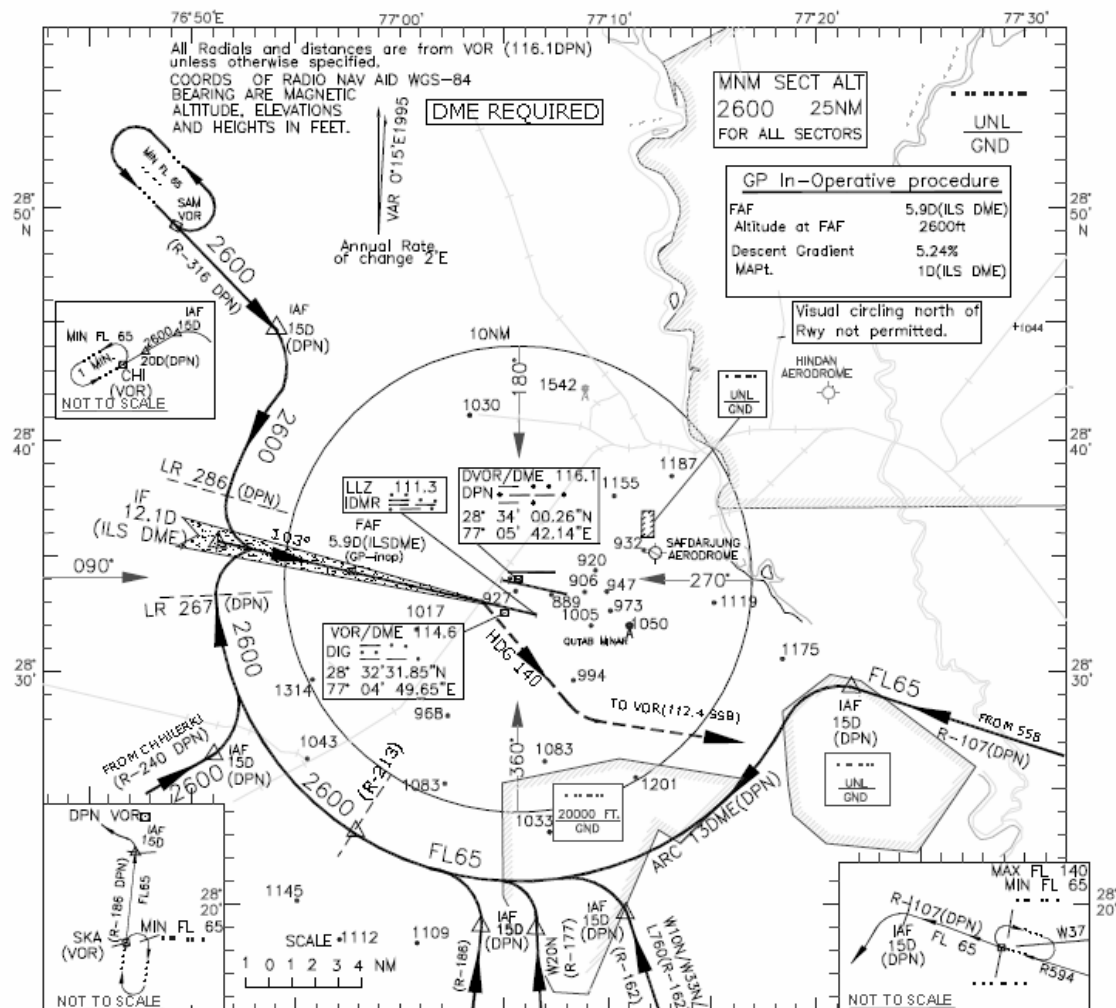 76°50'E
77°00'
77°10'
77°20'
77°30'
All Radials and distances are from VOR (116.1DPN)
unless otherwise specified.
COORDS OF RADIO NAV AID WGS-84
BEARING ARE MAGNETIC
ALTITUDE, ELEVATIONS
AND HEIGHTS IN FEET.
DME REQUIRED
VAR 0°15'E1995
Annual Rate
of change 2'E
MNM SECT ALT
2600 25NM
FOR ALL SECTORS
UNL
GND
GP In-Operative procedure
FAF 5.9D(ILS DME)
Altitude at FAF 2600ft
Descent Gradient 5.24%
MAPt. 1D(ILS DME)
Visual circling north of
Rwy not permitted.
1044
HINDAN
AERODROME
28°
50'
N
28°
50'
N
MIN FL 65
SAM
VOR
2600
(R-316 DPN)
IAF
15D
(DPN)
MIN FL 65
1 MIN
2600
IAF
15D
20D(DPN)
CHI
(VOR)
NOT TO SCALE
2600
10NM
180°
1542
1030
UNL
GND
28°
40'
28°
40'
LR 286 (DPN)
IF
12.1D
(ILS DME)
103°
LLZ 111.3
IDMR
FAF
5.9D(ILSDME)
(GP-inop)
DVOR/DME 116.1
DPN
28° 34' 00.26"N
77° 05' 42.14"E
1155
1187
932
SAFDARJUNG
AERODROME
090°
270°
920
906
947
927
889
1005
973
1119
1050
QUTAB MINAR
LR 267 (DPN)
1017
VOR/DME 114.6
DIG
28° 32'31.85"N
77° 04' 49.65"E
HDG 140
994
TO VOR(112.4 SSB)
1175
28°
30'
28°
30'
2600
1314
968
FL65
IAF
15D
(DPN)
FROM SSB
R-107(DPN)
FROM CHHILERKI
(R-240 DPN)
2600
IAF
15D
(DPN)
1043
2600
(R-213)
1083
360°
1083
1201
20000 FT.
GND
1033
UNL
GND
FL65
ARC 13DME(DPN)
DPN VOR
IAF
15D
(R-186 DPN)
FL65
SKA
(VOR)
MIN FL
65
NOT TO SCALE
28°
20'
28°
20'
1145
1112
1109
SCALE
1 0 1 2 3 4 NM
IAF
15D
(DPN)
(R-186)
W20N
(R-177)
IAF
15D
(DPN)
W10N/W33N/
L760(R-162)
(R-162)
MAX FL 140
MIN FL 65
R-107(DPN)
IAF
15D
(DPN)
FL 65
W37
R594
NOT TO SCALE